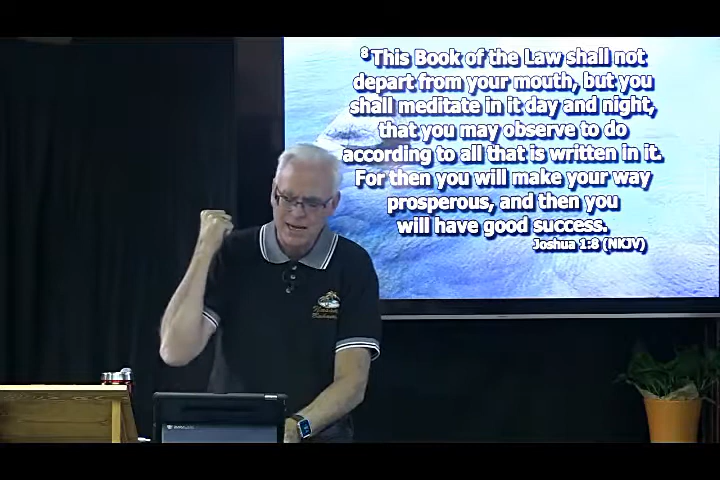 ⁸This Book of the Law shall not
depart from your mouth, but you
shall meditate in it day and night,
that you may observe to do
according to all that is written in it.
For then you will make your way
prosperous, and then you
will have good success.
Joshua 1:8 (NKJV)